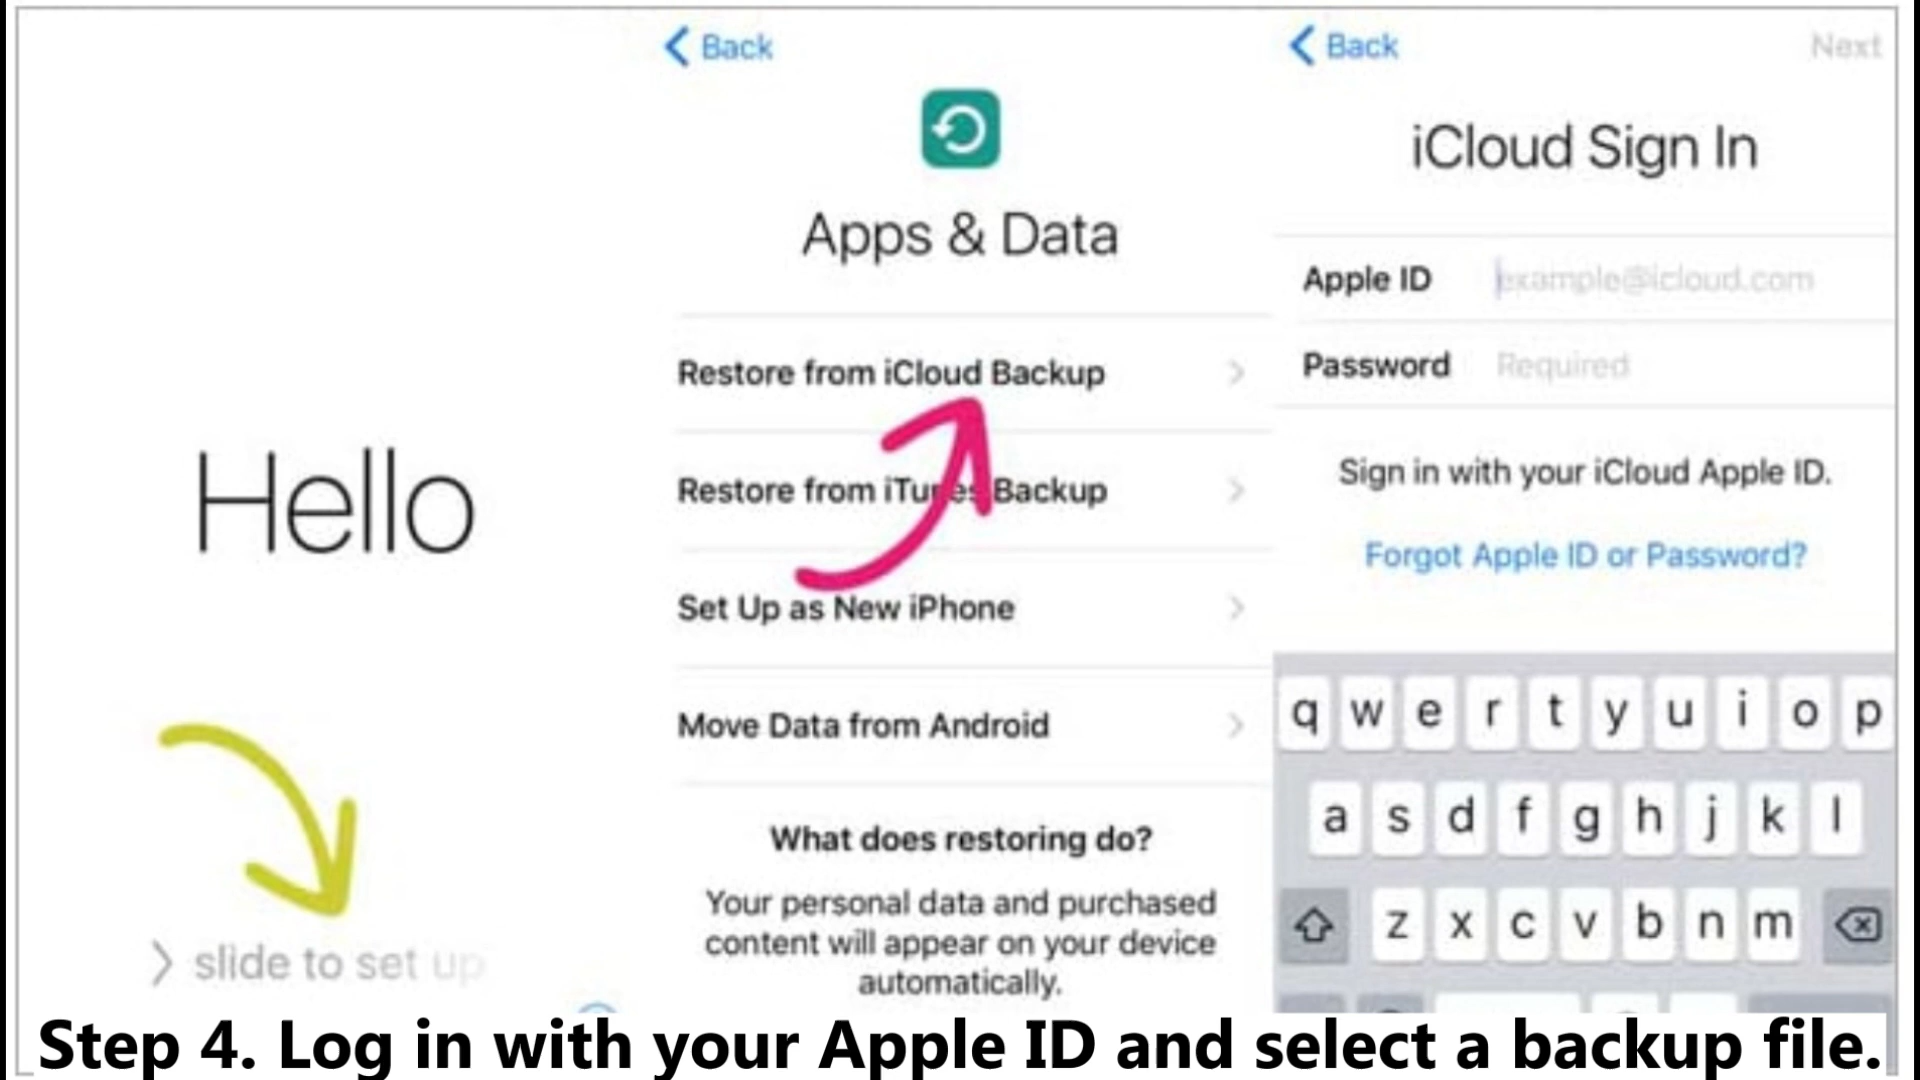 Hello
slide to set up
Back
Apps & Data
Restore from iCloud Backup
Restore from iTunes Backup
Set Up as New iPhone
Move Data from Android
What does restoring do?
Your personal data and purchased
content will appear on your device
automatically.
Back
Next
iCloud Sign In
Apple ID example@icloud.com
Password Required
Sign in with your iCloud Apple ID.
Forgot Apple ID or Password?
q w e r t y u i o p
a s d f g h j k l
z x c v b n m
Step 4. Log in with your Apple ID and select a backup file.